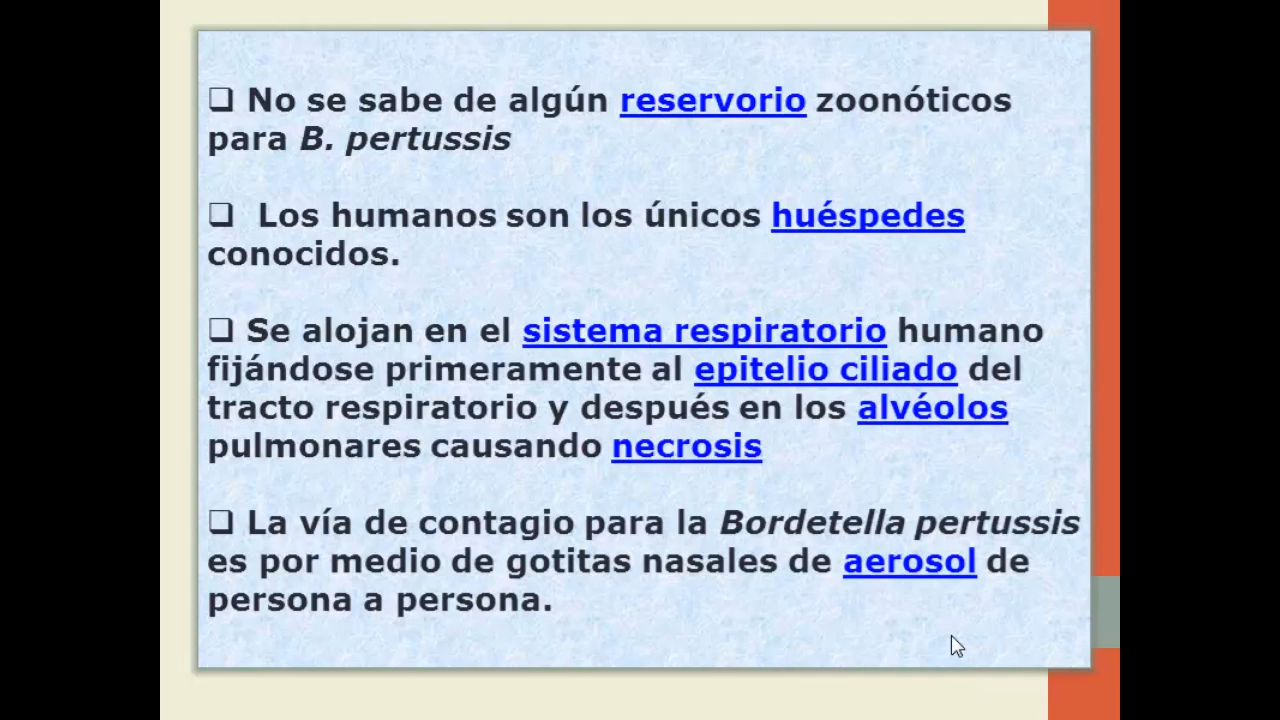 ❑ No se sabe de algún reservorio zoonóticos
para B. pertussis
❑ Los humanos son los únicos huéspedes
conocidos.
❑ Se alojan en el sistema respiratorio humano
fijándose primeramente al epitelio ciliado del
tracto respiratorio y después en los alvéolos
pulmonares causando necrosis
❑ La vía de contagio para la Bordetella pertussis
es por medio de gotitas nasales de aerosol de
persona a persona.